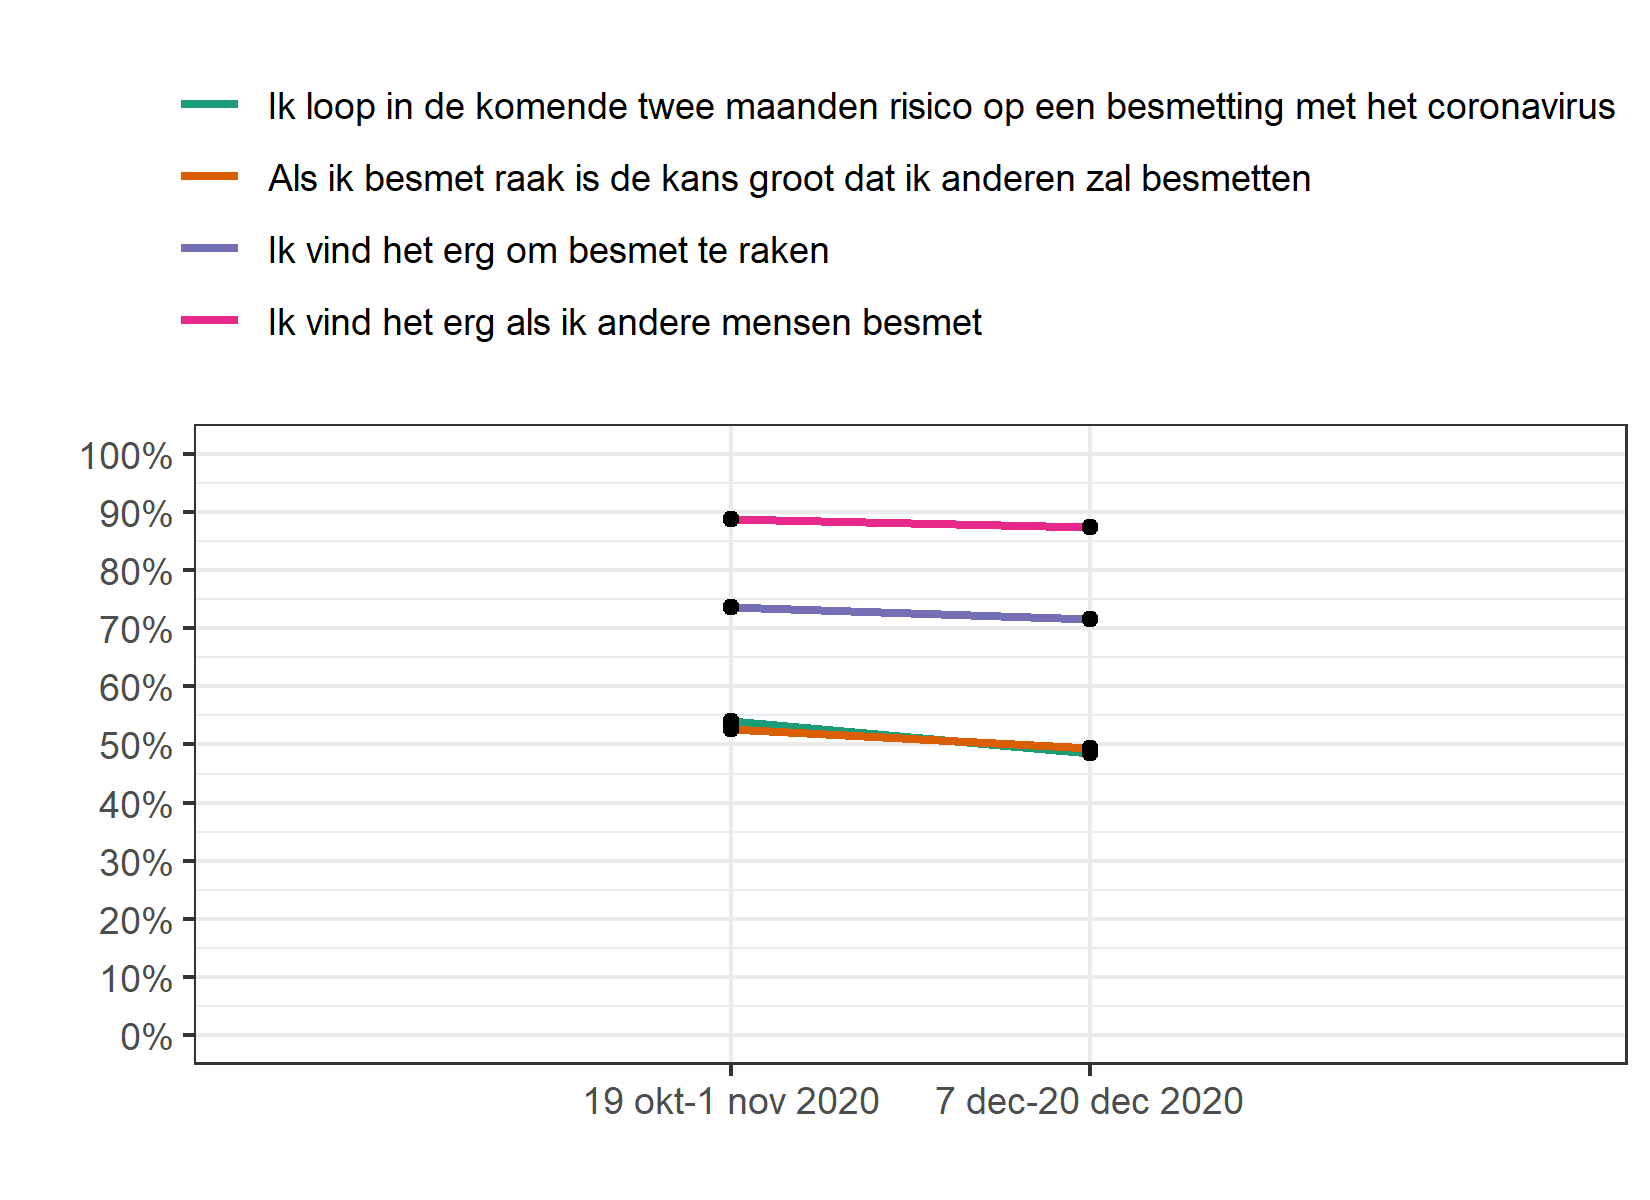 Ik loop in de komende twee maanden risico op een besmetting met het coronavirus
Als ik besmet raak is de kans groot dat ik anderen zal besmetten
Ik vind het erg om besmet te raken
Ik vind het erg als ik andere mensen besmet
100%
90%
80%
70%
60%
50%
40%
30%
20%
10%
0%
19 okt-1 nov 2020
7 dec-20 dec 2020